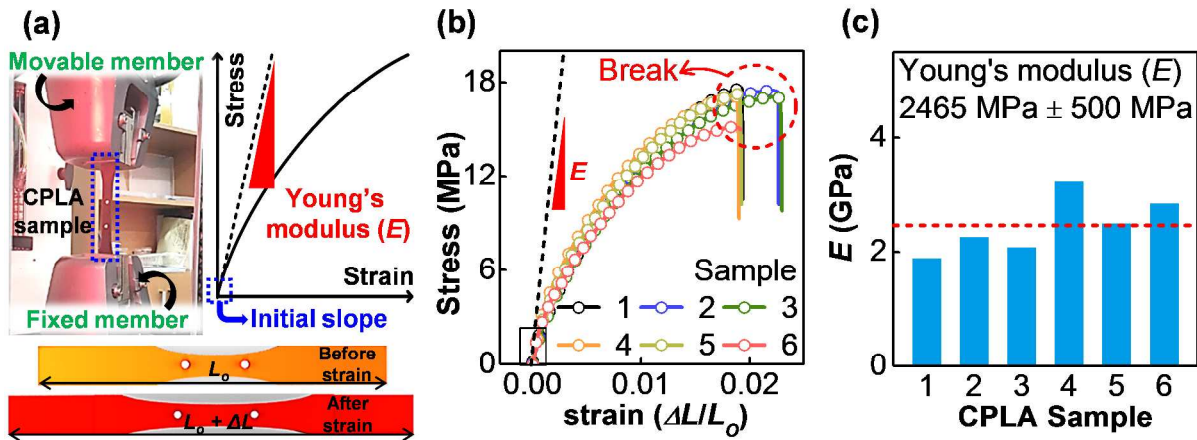 (a)
Movable member
CPLA
sample
Fixed member
Stress
Young's
modulus (E)
Strain
Initial slope
Before
strain
Lo
After
strain
Lo + ΔL
(b)
Stress (MPa)
18
12
6
0
Break
E
Sample
1 2 3
4 5 6
0.00 0.01 0.02
strain (ΔL/Lo)
(c)
Young's modulus (E)
2465 MPa ± 500 MPa
E (GPa)
4
2
0
1 2 3 4 5 6
CPLA Sample